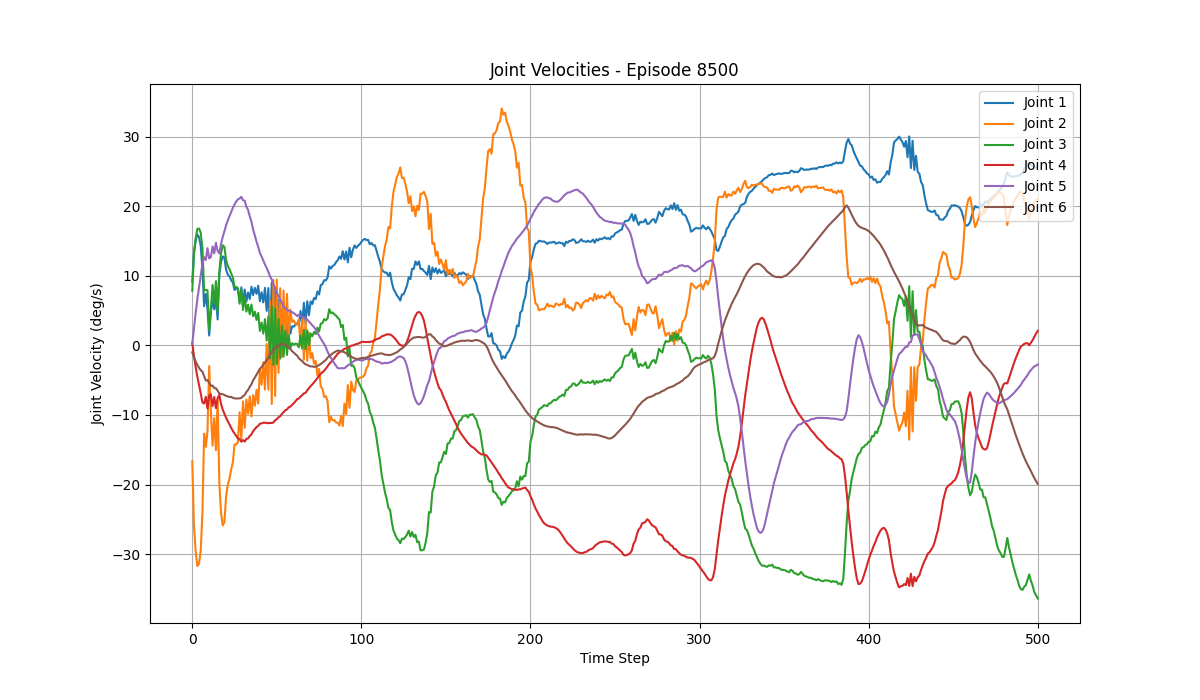 Joint Velocities - Episode 8500
Joint 1
Joint 2
Joint 3
Joint 4
Joint 5
Joint 6
Joint Velocity (deg/s)
30
20
10
0
−10
−20
−30
0
100
200
300
400
500
Time Step